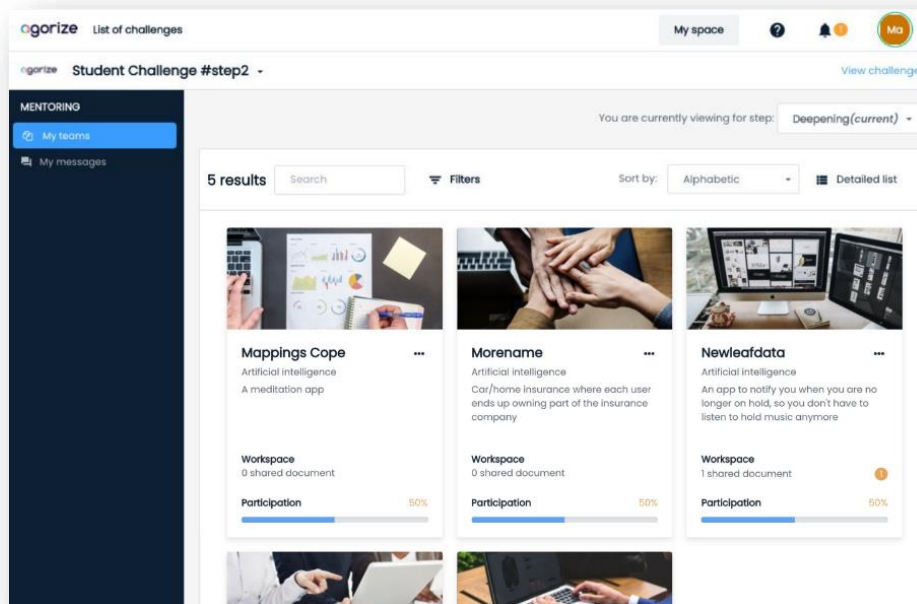 agorize List of challenges My space ? 1 Ma
agorize Student Challenge #step2 View challenge
MENTORING
My teams
My messages
You are currently viewing for step: Deepening(current)
5 results Search Filters Sort by: Alphabetic Detailed list
Mappings Cope ...
Artificial intelligence
A meditation app
Workspace
0 shared document
Participation 50%
Morename ...
Artificial intelligence
Car/home insurance where each user
ends up owning part of the insurance
company
Workspace
0 shared document
Participation 50%
Newleafdata ...
Artificial intelligence
An app to notify you when you are no
longer on hold, so you don't have to
listen to hold music anymore
Workspace
1 shared document 1
Participation 50%